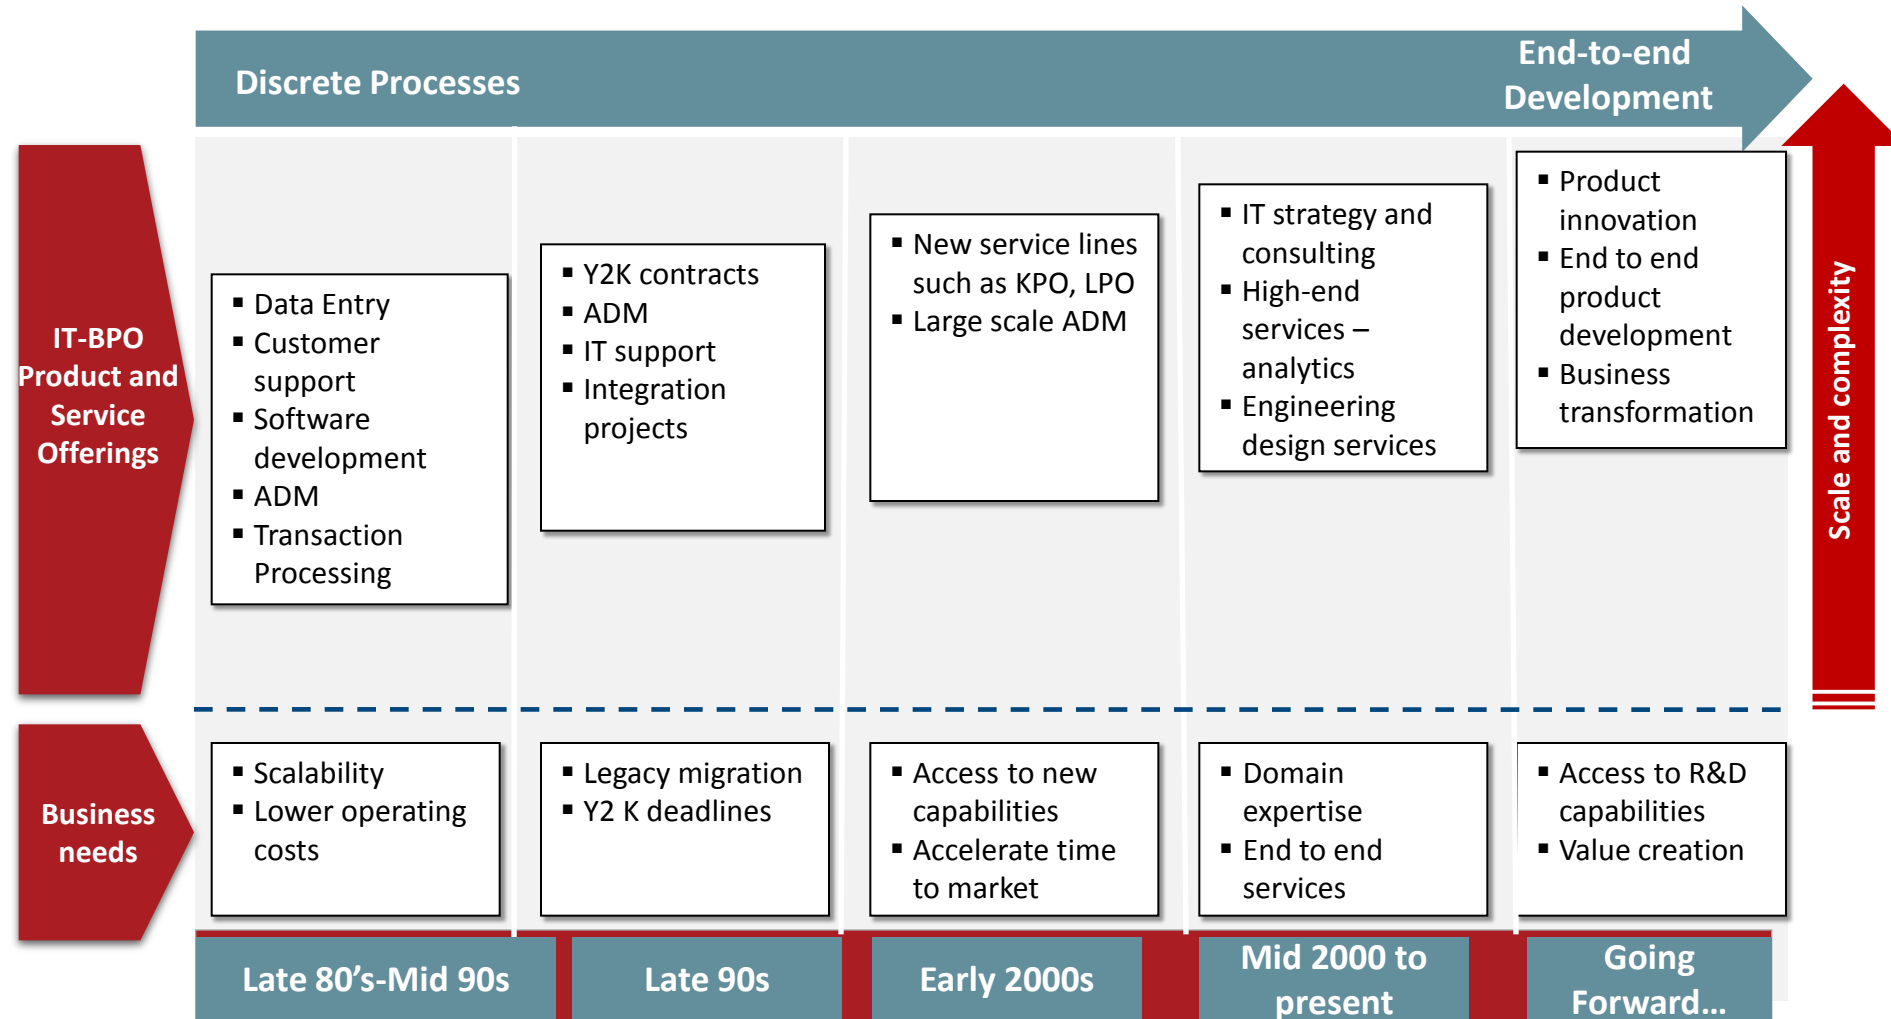 Discrete Processes
End-to-end
Development
IT-BPO
Product and
Service
Offerings
▪ Data Entry
▪ Customer
support
▪ Software
development
▪ ADM
▪ Transaction
Processing
▪ Y2K contracts
▪ ADM
▪ IT support
▪ Integration
projects
▪ New service lines
such as KPO, LPO
▪ Large scale ADM
▪ IT strategy and
consulting
▪ High-end
services –
analytics
▪ Engineering
design services
▪ Product
innovation
▪ End to end
product
development
▪ Business
transformation
Scale and complexity
Business
needs
▪ Scalability
▪ Lower operating
costs
▪ Legacy migration
▪ Y2 K deadlines
▪ Access to new
capabilities
▪ Accelerate time
to market
▪ Domain
expertise
▪ End to end
services
▪ Access to R&D
capabilities
▪ Value creation
Late 80’s-Mid 90s
Late 90s
Early 2000s
Mid 2000 to
present
Going
Forward...